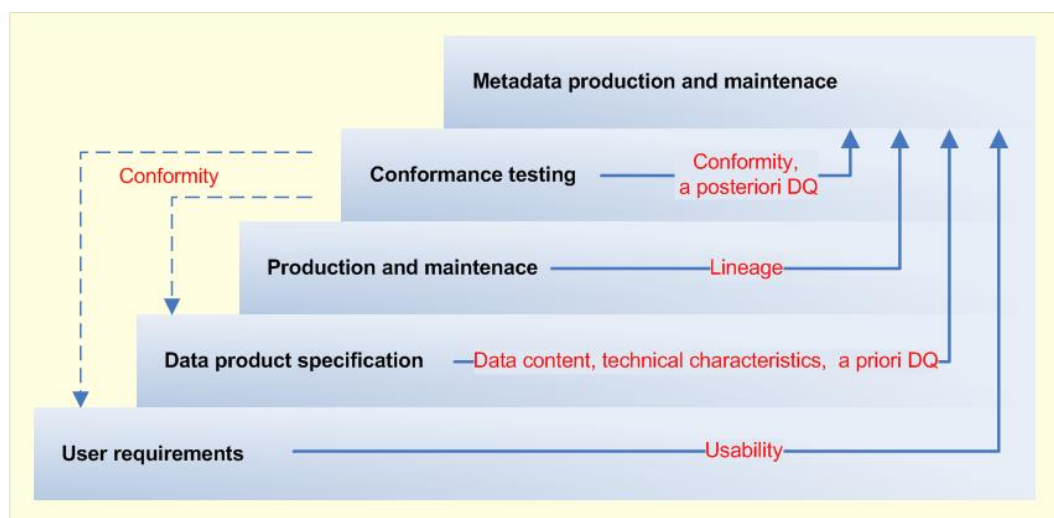 Metadata production and maintenace
Conformity
Conformance testing
Conformity,
a posteriori DQ
Production and maintenace
Lineage
Data product specification
Data content, technical characteristics, a priori DQ
User requirements
Usability